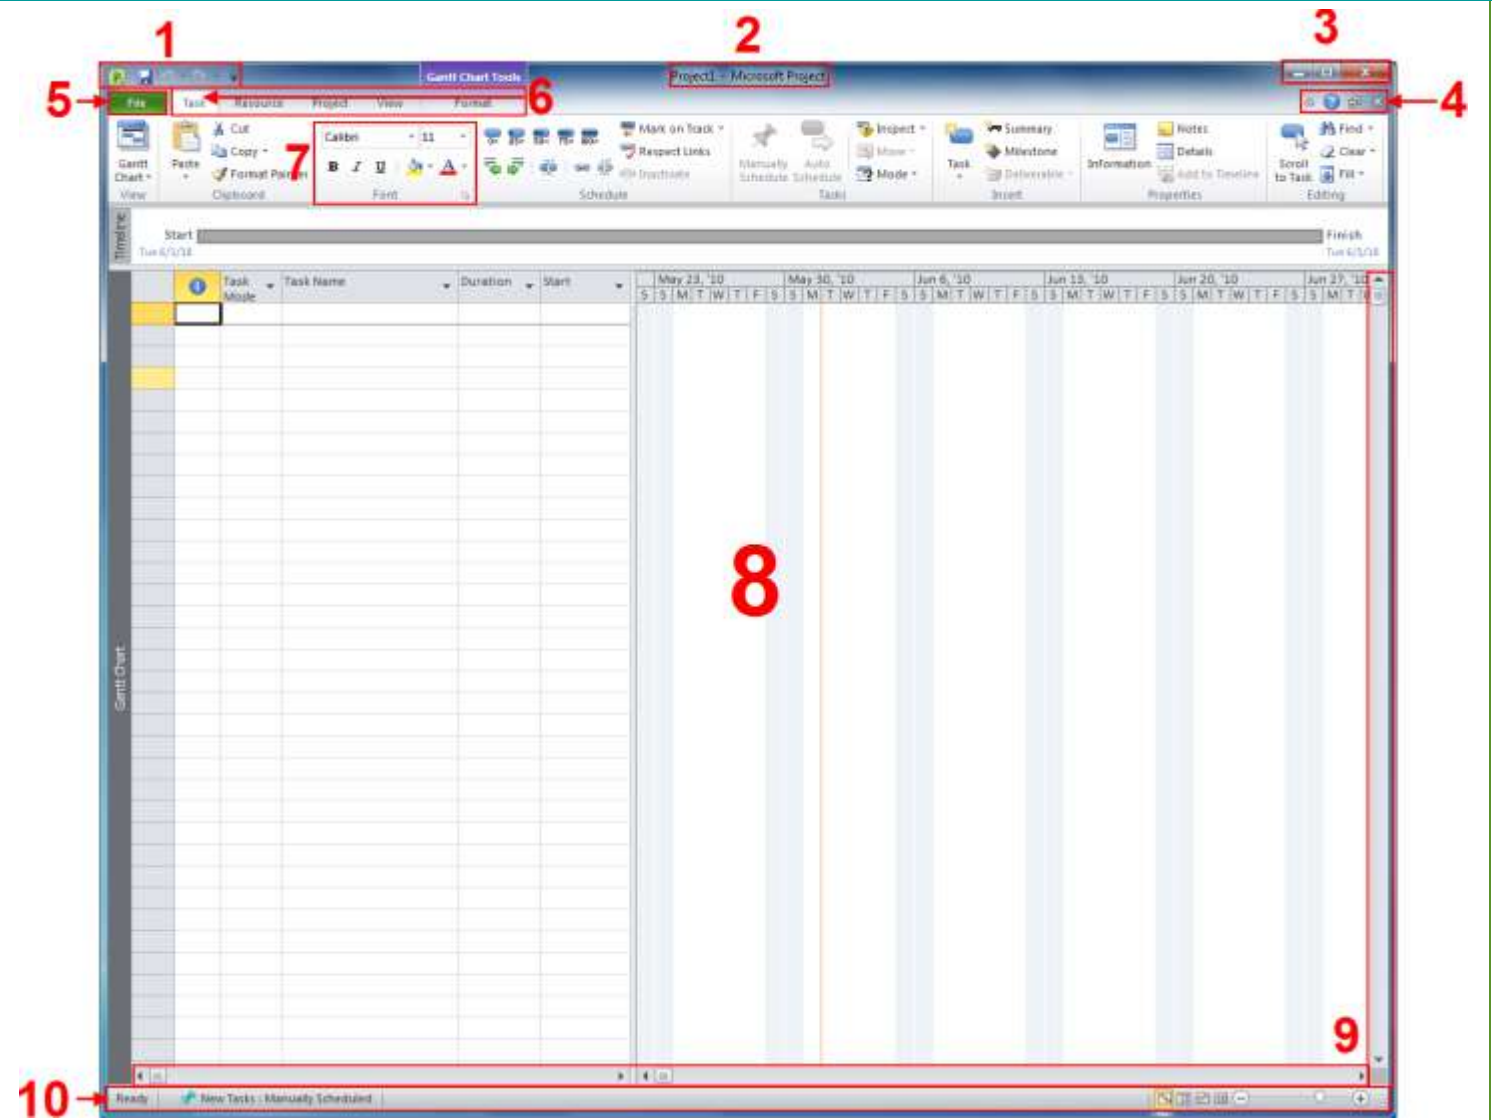 1
2
3
Gantt Chart Tools
Project1 - Microsoft Project
5
File
Task
Resource
Project
View
Format
6
4
Gantt
Chart
View
Paste
Cut
Copy
Format Painter
Clipboard
7
Calibri
11
B I U A
Font
Mark on Track
Respect Links
Inactivate
Schedule
Manually
Schedule
Auto
Schedule
Inspect
Move
Mode
Tasks
Task
Summary
Milestone
Deliverable
Insert
Information
Notes
Details
Add to Timeline
Properties
Scroll
to Task
Find
Clear
Fill
Editing
Timeline
Start
Finish
Task
Mode
Task Name
Duration
Start
May 23, '10
May 30, '10
Jun 6, '10
Jun 13, '10
Jun 20, '10
Jun 27, '10
S S M T W T F S S M T W T F S S M T W T F S S M T W T F S S M T W T F S S M T
8
Gantt Chart
9
10
Ready
New Tasks : Manually Scheduled